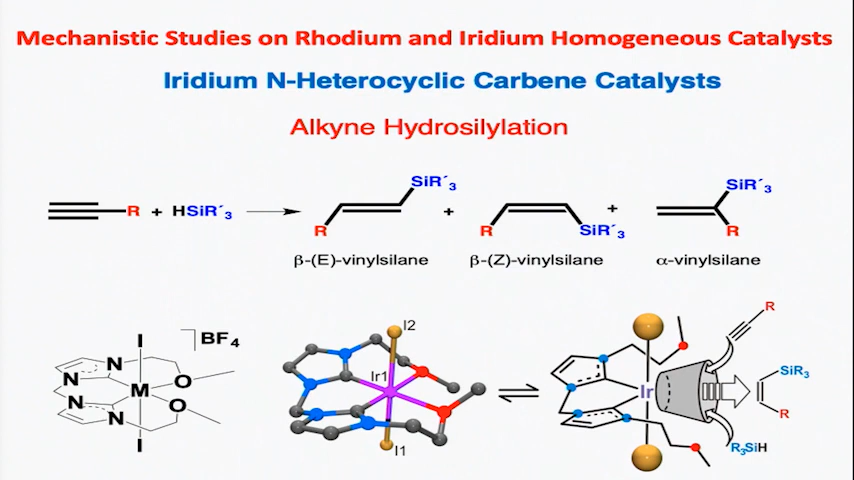 Mechanistic Studies on Rhodium and Iridium Homogeneous Catalysts
Iridium N-Heterocyclic Carbene Catalysts
Alkyne Hydrosilylation
R + HSiR´3
SiR´3
R
+
R
SiR´3
+
SiR´3
R
β-(E)-vinylsilane
β-(Z)-vinylsilane
α-vinylsilane
I
BF4
N
N
M
O
N
N
O
I
I2
Ir1
I1
R
Ir
SiR3
R
R3SiH